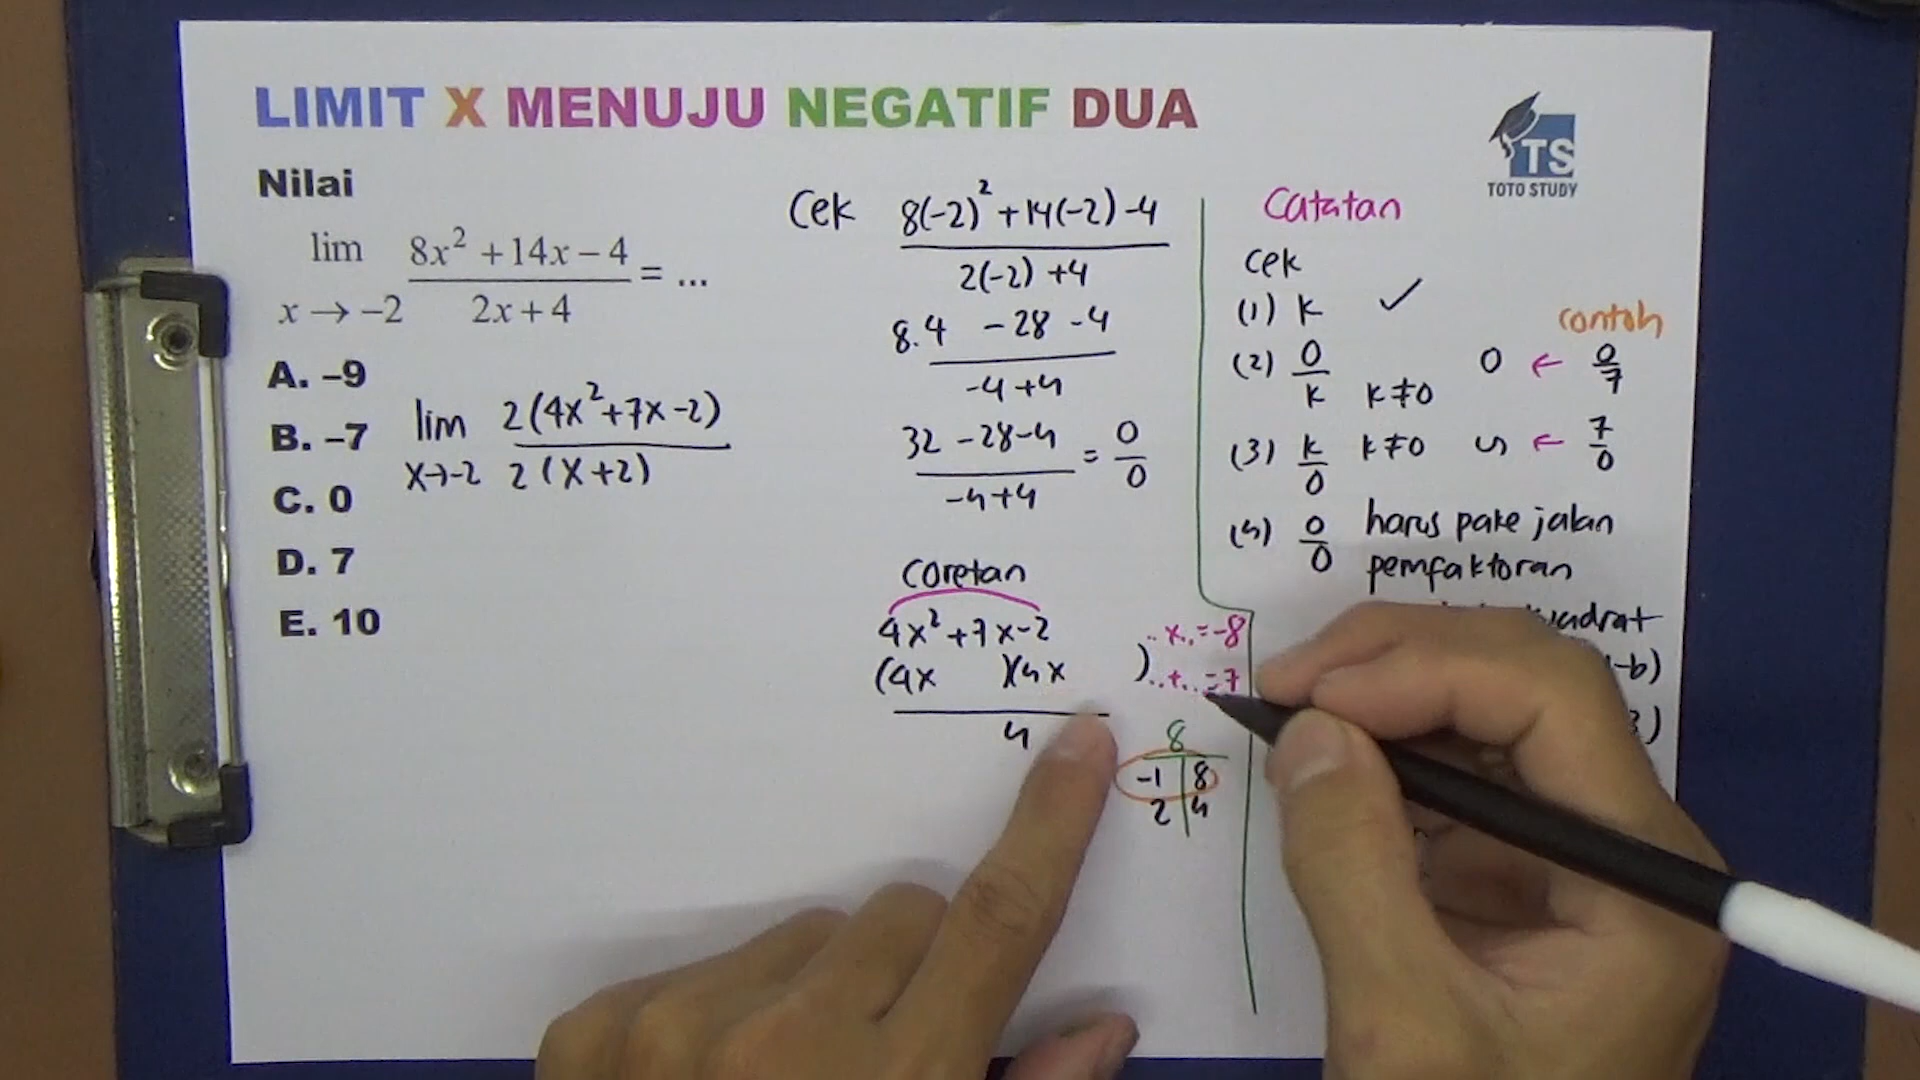 LIMIT X MENUJU NEGATIF DUA
TS
TOTO STUDY
Nilai
lim 8x² + 14x − 4
x → −2 2x + 4 = ...
A. −9
B. −7
C. 0
D. 7
E. 10
lim 2(4x²+7x-2)
x→-2 2(x+2)
Cek 8(-2)²+14(-2)-4
2(-2)+4
8.4 -28 -4
-4+4
32-28-4 = 0
-4+4 0
Coretan
4x²+7x-2
(4x )(4x )
4
..x..=-8
..+..=7
8
-1 8
2 4
Catatan
Cek
(1) k ✓
contoh
(2) 0/k k≠0 0 ← 0/7
(3) k/0 k≠0 ∽ ← 7/0
(4) 0/0 harus pake jalan
pemfaktoran
-b)
)